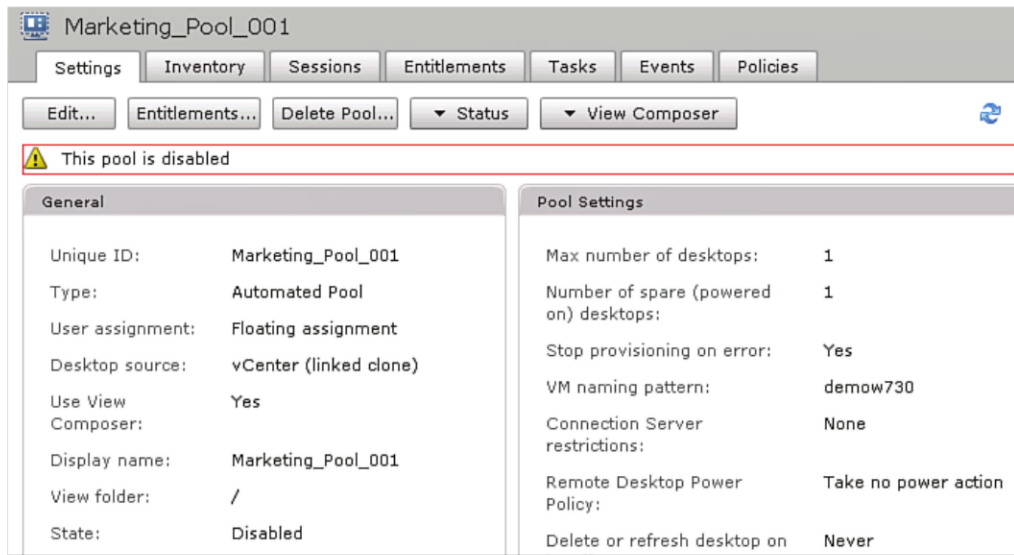 Marketing_Pool_001
Settings Inventory Sessions Entitlements Tasks Events Policies
Edit... Entitlements... Delete Pool... Status View Composer
This pool is disabled
General
Unique ID: Marketing_Pool_001
Type: Automated Pool
User assignment: Floating assignment
Desktop source: vCenter (linked clone)
Use View Yes
Composer:
Display name: Marketing_Pool_001
View folder: /
State: Disabled
Pool Settings
Max number of desktops: 1
Number of spare (powered 1
on) desktops:
Stop provisioning on error: Yes
VM naming pattern: demow730
Connection Server None
restrictions:
Remote Desktop Power Take no power action
Policy:
Delete or refresh desktop on Never